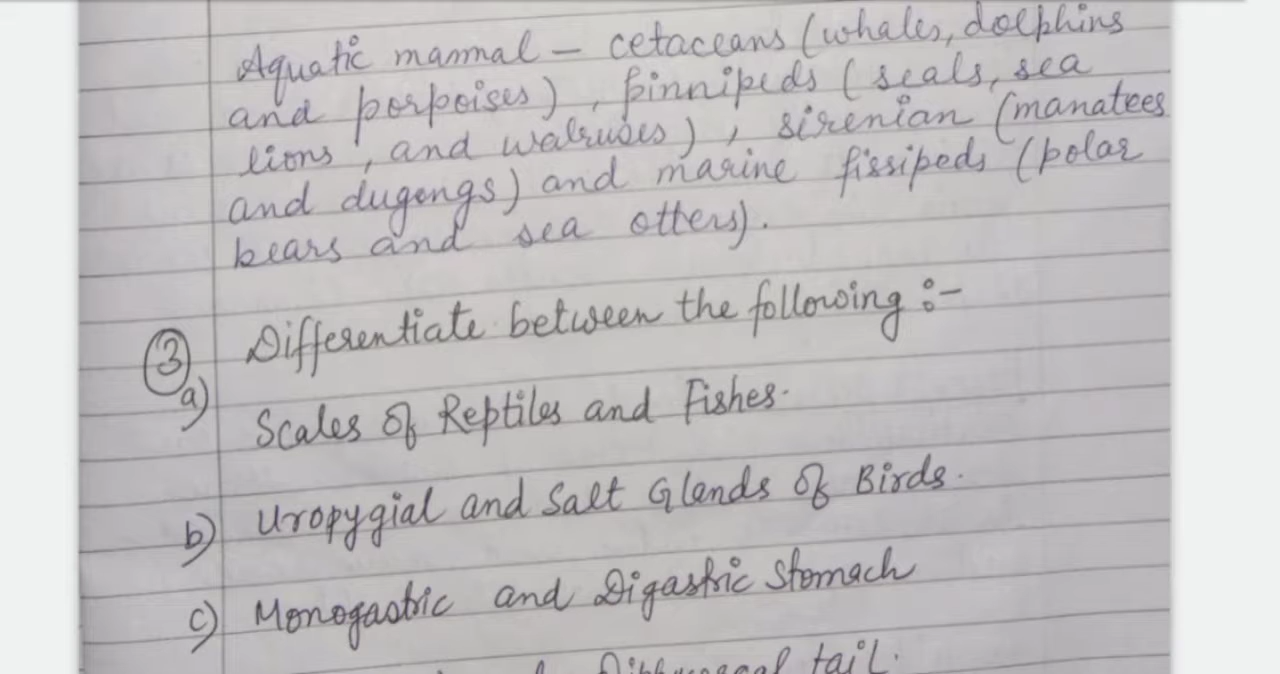 Aquatic mammal - cetaceans (whales, dolphins
and porpoises), pinnipeds (seals, sea
lions, and walruses), sirenian (manatees
and dugongs) and marine fissipeds (polar
bears and sea otters).
③ Differentiate between the following :-
a) Scales of Reptiles and Fishes.
b) Uropygial and Salt Glands of Birds.
c) Monogastric and Digastric Stomach
tail.